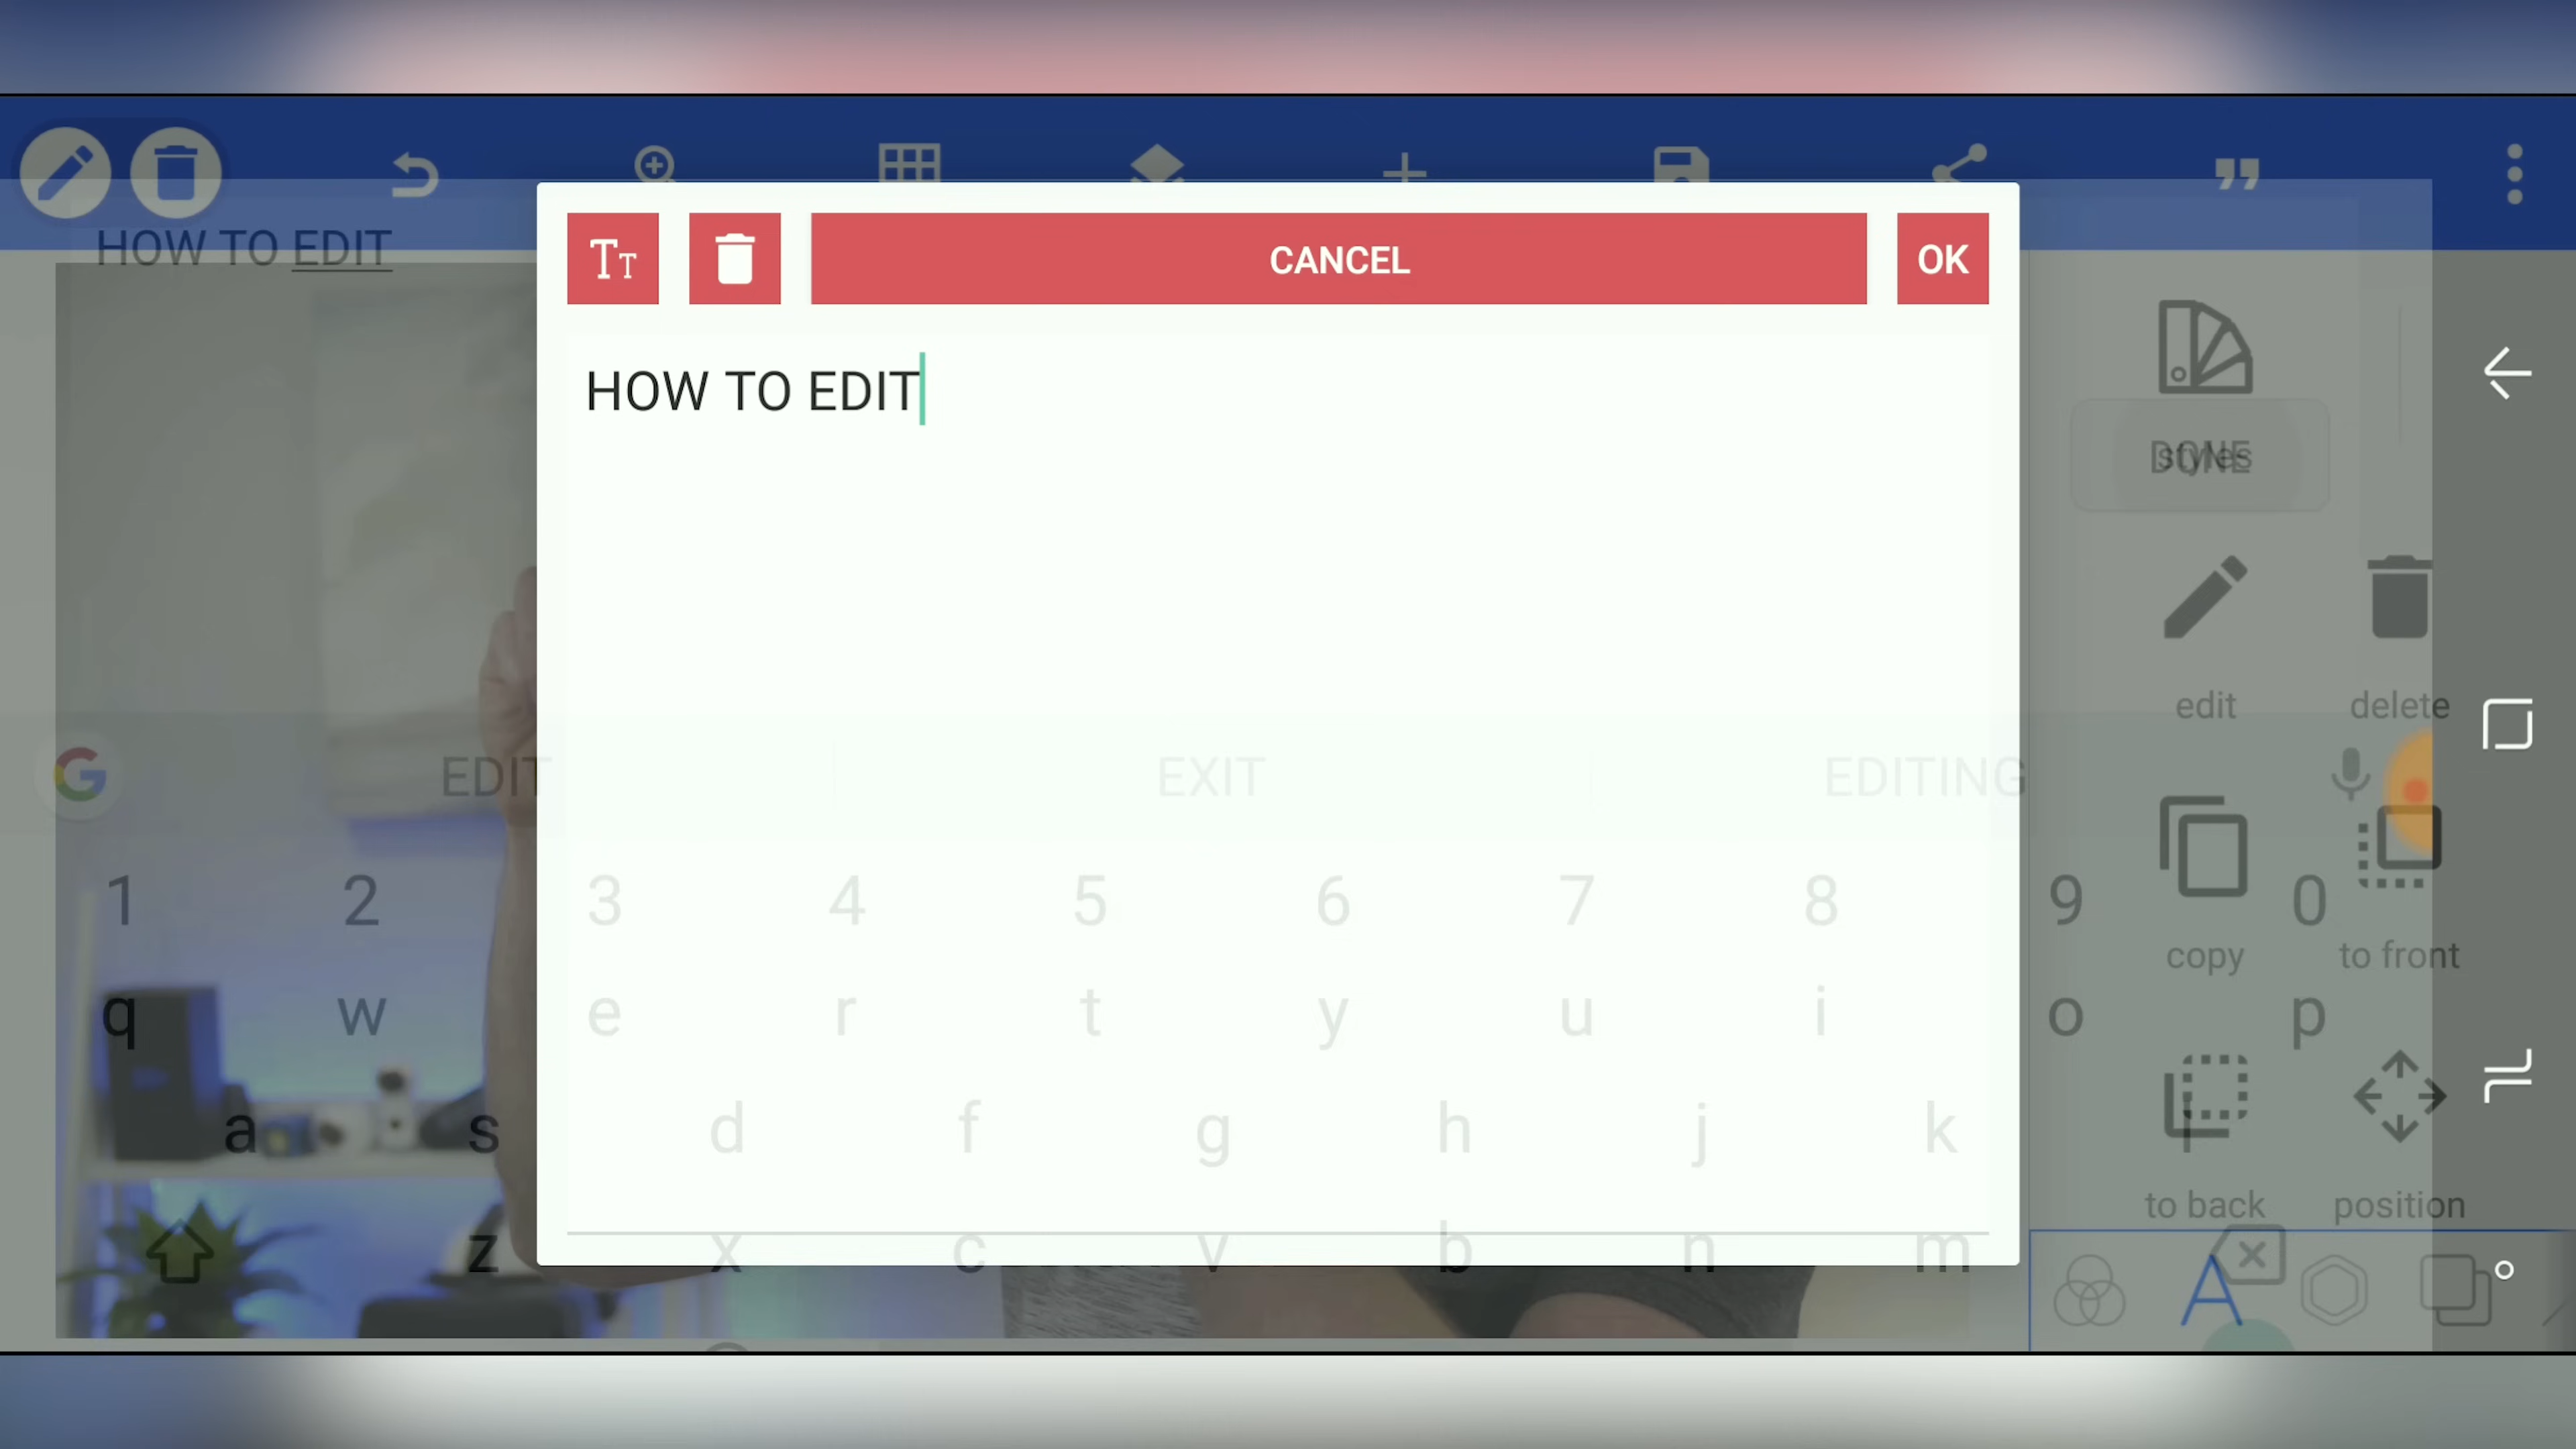 HOW TO EDIT
CANCEL
OK
HOW TO EDIT
DONE
styles
edit
delete
EDIT
EXIT
EDITING
1 2 3 4 5 6 7 8 9 0
copy
to front
q w e r t y u i o p
a s d f g h j k l
to back
position
z x c v b n m
A